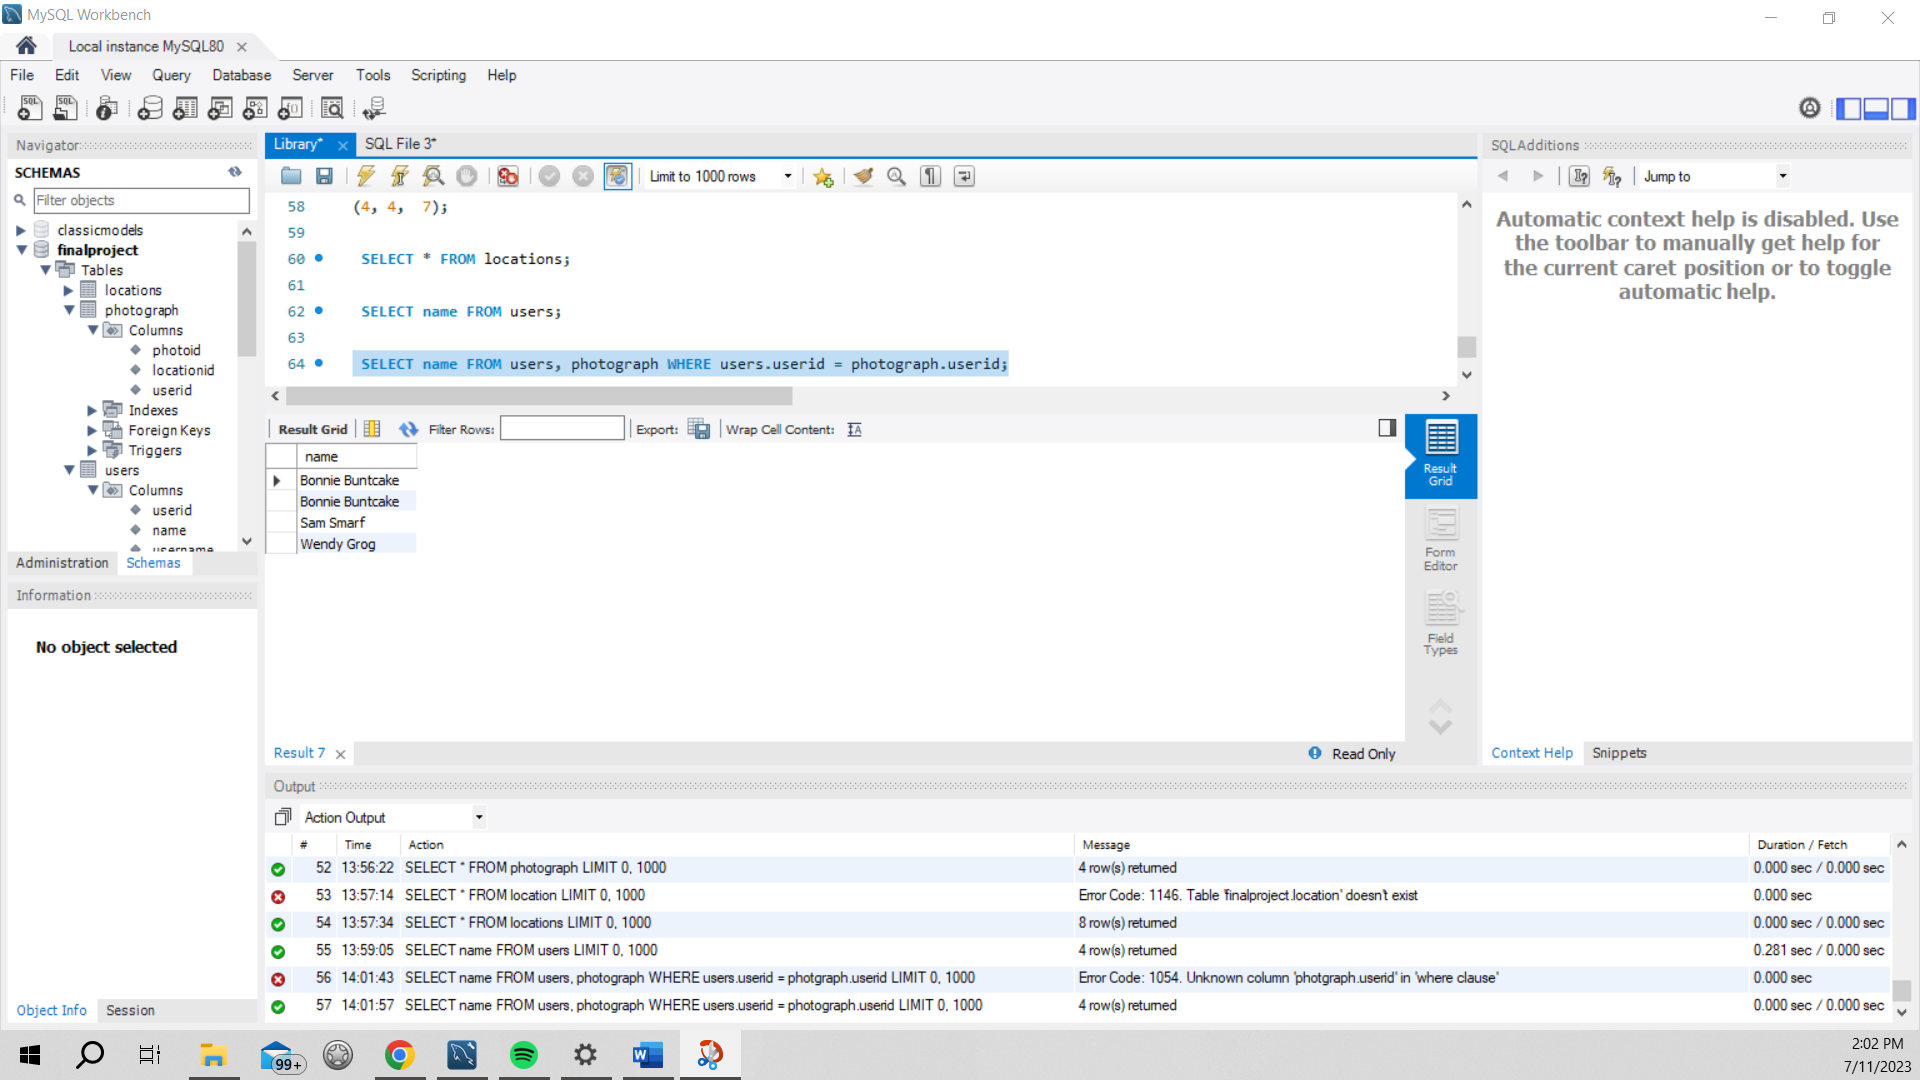 MySQL Workbench
Local instance MySQL80
File Edit View Query Database Server Tools Scripting Help
Navigator
SCHEMAS
Filter objects
classicmodels
finalproject
Tables
locations
photograph
Columns
photoid
locationid
userid
Indexes
Foreign Keys
Triggers
users
Columns
userid
name
username
Administration Schemas
Information
No object selected
Object Info Session
Library* SQL File 3*
Limit to 1000 rows
58 (4, 4, 7);
59
60 SELECT * FROM locations;
61
62 SELECT name FROM users;
63
64 SELECT name FROM users, photograph WHERE users.userid = photograph.userid;
Result Grid Filter Rows: Export: Wrap Cell Content:
name
Bonnie Buntcake
Bonnie Buntcake
Sam Smarf
Wendy Grog
Result Grid
Form Editor
Field Types
Result 7 Read Only
SQLAdditions
Jump to
Automatic context help is disabled. Use
the toolbar to manually get help for
the current caret position or to toggle
automatic help.
Context Help Snippets
Output
Action Output
# Time Action Message Duration / Fetch
52 13:56:22 SELECT * FROM photograph LIMIT 0, 1000 4 row(s) returned 0.000 sec / 0.000 sec
53 13:57:14 SELECT * FROM location LIMIT 0, 1000 Error Code: 1146. Table 'finalproject.location' doesn't exist 0.000 sec
54 13:57:34 SELECT * FROM locations LIMIT 0, 1000 8 row(s) returned 0.000 sec / 0.000 sec
55 13:59:05 SELECT name FROM users LIMIT 0, 1000 4 row(s) returned 0.281 sec / 0.000 sec
56 14:01:43 SELECT name FROM users, photograph WHERE users.userid = photgraph.userid LIMIT 0, 1000 Error Code: 1054. Unknown column 'photgraph.userid' in 'where clause' 0.000 sec
57 14:01:57 SELECT name FROM users, photograph WHERE users.userid = photograph.userid LIMIT 0, 1000 4 row(s) returned 0.000 sec / 0.000 sec
99+
2:02 PM
7/11/2023